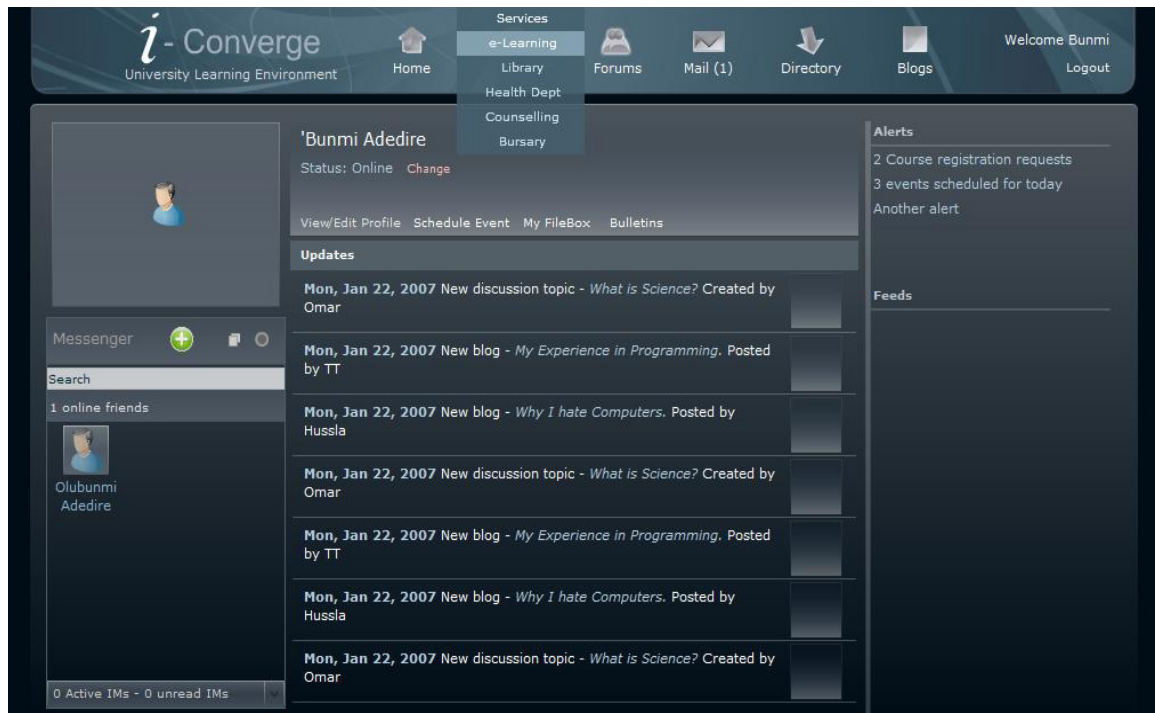 i - Converge
University Learning Environment
Home
Services
e-Learning
Library
Health Dept
Counselling
Bursary
Forums
Mail (1)
Directory
Blogs
Welcome Bunmi
Logout
'Bunmi Adedire
Status: Online Change
View/Edit Profile Schedule Event My FileBox Bulletins
Messenger
Search
1 online friends
Olubunmi
Adedire
0 Active IMs - 0 unread IMs
Updates
Mon, Jan 22, 2007 New discussion topic - What is Science? Created by
Omar
Mon, Jan 22, 2007 New blog - My Experience in Programming. Posted
by TT
Mon, Jan 22, 2007 New blog - Why I hate Computers. Posted by
Hussla
Mon, Jan 22, 2007 New discussion topic - What is Science? Created by
Omar
Mon, Jan 22, 2007 New blog - My Experience in Programming. Posted
by TT
Mon, Jan 22, 2007 New blog - Why I hate Computers. Posted by
Hussla
Mon, Jan 22, 2007 New discussion topic - What is Science? Created by
Omar
Alerts
2 Course registration requests
3 events scheduled for today
Another alert
Feeds